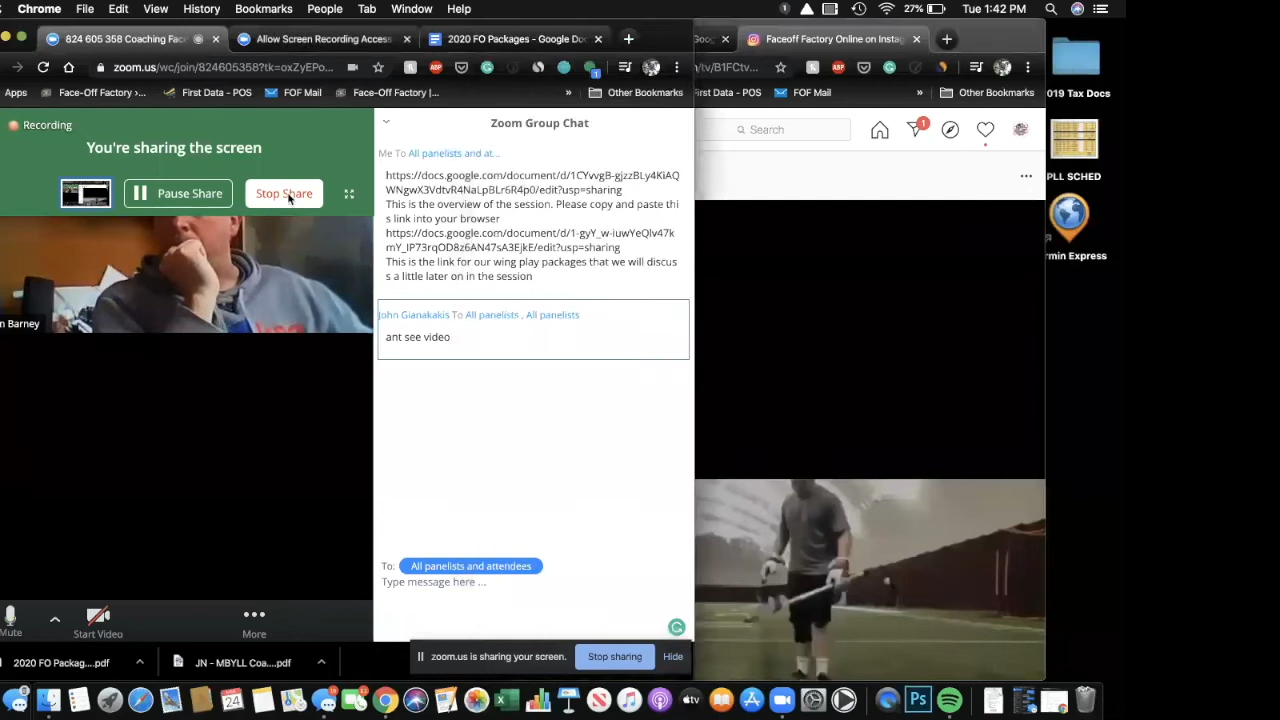 Chrome File Edit View History Bookmarks People Tab Window Help 27% Tue 1:42 PM
824 605 358 Coaching Fac Allow Screen Recording Access 2020 FO Packages - Google Do Goog Faceoff Factory Online on Instag
zoom.us/wc/join/824605358?tk=oxZyEPo... m/tv/B1FCtv...
Apps Face-Off Factory ›... First Data - POS FOF Mail Face-Off Factory |... » Other Bookmarks irst Data - POS FOF Mail » Other Bookmarks
019 Tax Docs
PLL SCHED
rmin Express
Recording
You're sharing the screen
Pause Share Stop Share
n Barney
Mute Start Video More
Zoom Group Chat
Me To All panelists and at...
https://docs.google.com/document/d/1CYvvgB-gjzzBLy4KiAQ
WNgwX3VdtvR4NaLpBLr6R4p0/edit?usp=sharing
This is the overview of the session. Please copy and paste thi
s link into your browser
https://docs.google.com/document/d/1-gyY_w-iuwYeQlv47k
mY_IP73rqOD8z6AN47sA3EjkE/edit?usp=sharing
This is the link for our wing play packages that we will discus
s a little later on in the session
John Gianakakis To All panelists , All panelists
ant see video
To: All panelists and attendees
Type message here ...
Search
1
zoom.us is sharing your screen. Stop sharing Hide
2020 FO Packag....pdf JN - MBYLL Coa....pdf